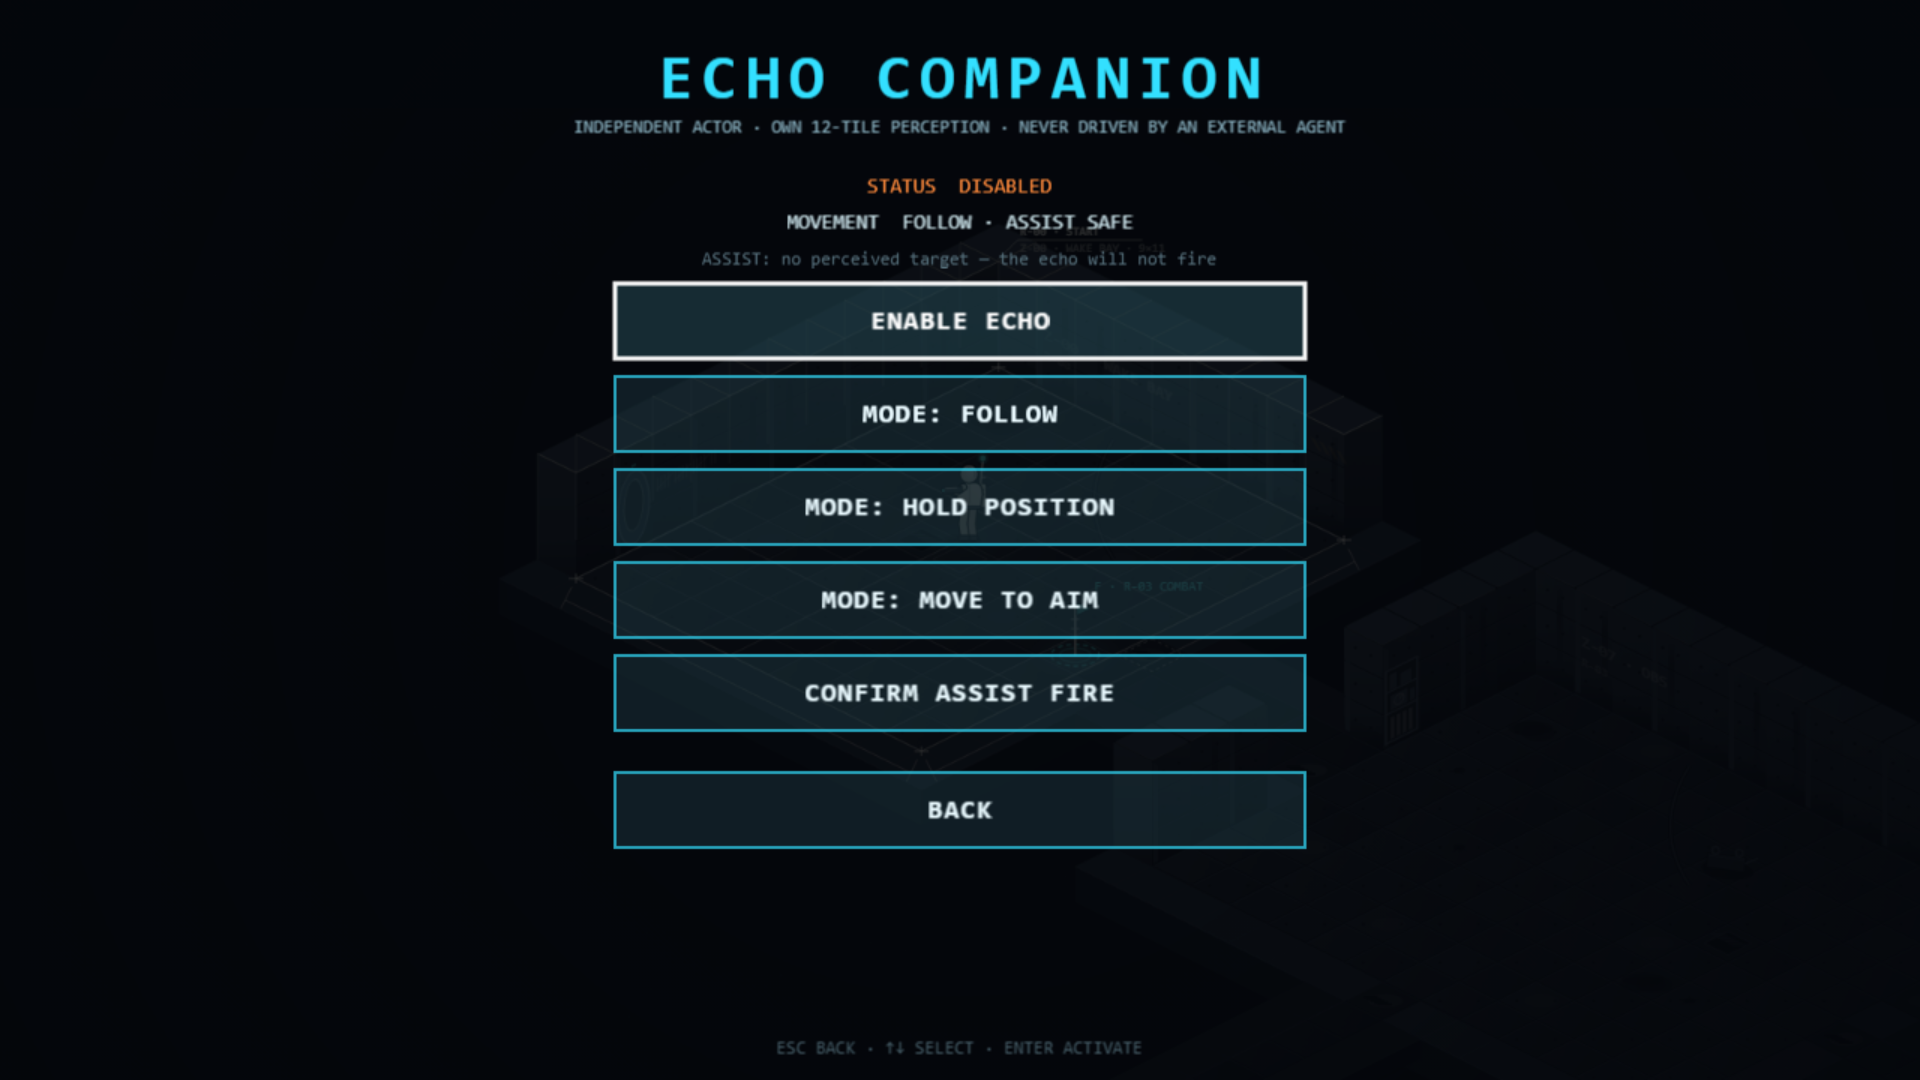 ECHO COMPANION
INDEPENDENT ACTOR · OWN 12-TILE PERCEPTION · NEVER DRIVEN BY AN EXTERNAL AGENT
STATUS  DISABLED
MOVEMENT  FOLLOW · ASSIST SAFE
ASSIST: no perceived target — the echo will not fire
ENABLE ECHO
MODE: FOLLOW
MODE: HOLD POSITION
R-03 COMBAT
MODE: MOVE TO AIM
CONFIRM ASSIST FIRE
BACK
ESC BACK · ↑↓ SELECT · ENTER ACTIVATE